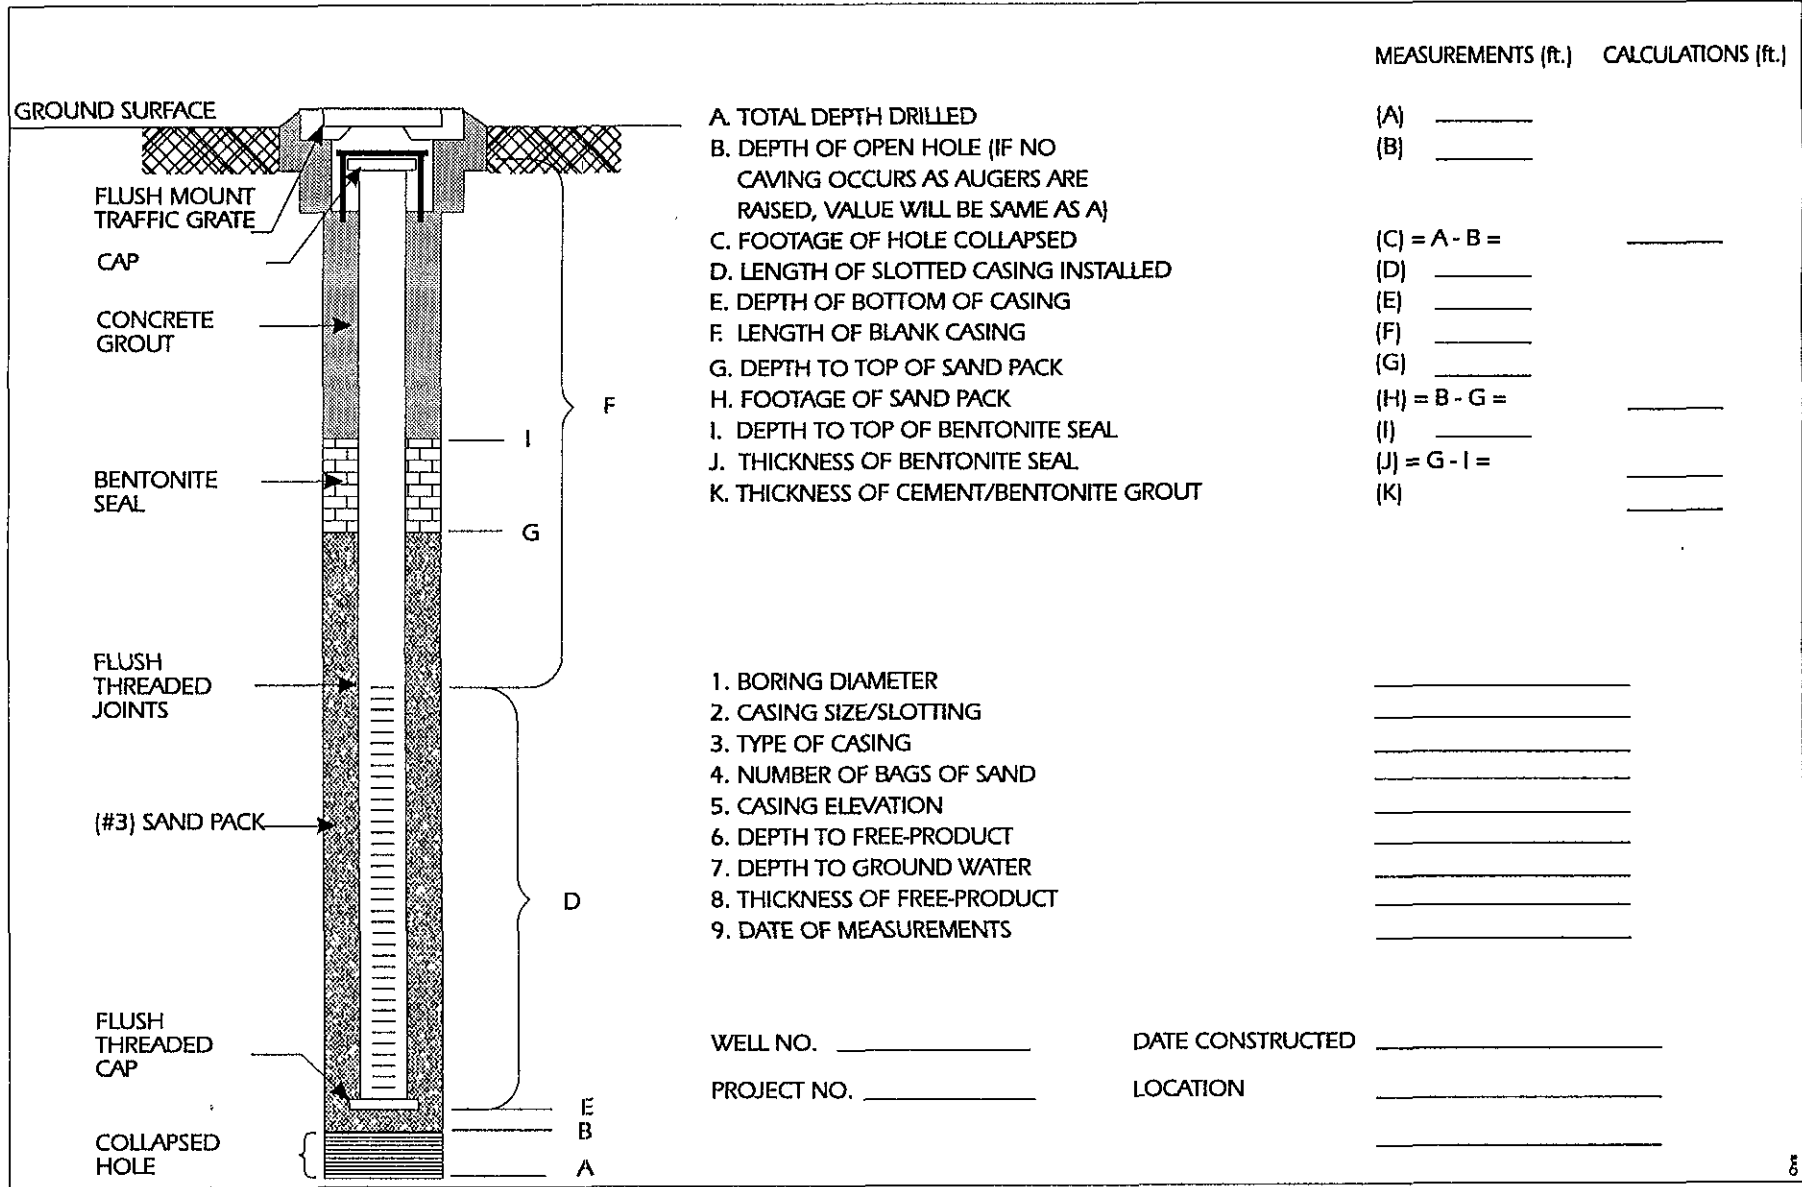 MEASUREMENTS (ft.) CALCULATIONS (ft.)
GROUND SURFACE
FLUSH MOUNT
TRAFFIC GRATE
CAP
CONCRETE
GROUT
BENTONITE
SEAL
FLUSH
THREADED
JOINTS
(#3) SAND PACK
FLUSH
THREADED
CAP
COLLAPSED
HOLE
F
I
G
D
E
B
A
A. TOTAL DEPTH DRILLED (A)
B. DEPTH OF OPEN HOLE (IF NO (B)
CAVING OCCURS AS AUGERS ARE
RAISED, VALUE WILL BE SAME AS A)
C. FOOTAGE OF HOLE COLLAPSED (C) = A - B =
D. LENGTH OF SLOTTED CASING INSTALLED (D)
E. DEPTH OF BOTTOM OF CASING (E)
F. LENGTH OF BLANK CASING (F)
G. DEPTH TO TOP OF SAND PACK (G)
H. FOOTAGE OF SAND PACK (H) = B - G =
I. DEPTH TO TOP OF BENTONITE SEAL (I)
J. THICKNESS OF BENTONITE SEAL (J) = G - I =
K. THICKNESS OF CEMENT/BENTONITE GROUT (K)
1. BORING DIAMETER
2. CASING SIZE/SLOTTING
3. TYPE OF CASING
4. NUMBER OF BAGS OF SAND
5. CASING ELEVATION
6. DEPTH TO FREE-PRODUCT
7. DEPTH TO GROUND WATER
8. THICKNESS OF FREE-PRODUCT
9. DATE OF MEASUREMENTS
WELL NO. DATE CONSTRUCTED
PROJECT NO. LOCATION